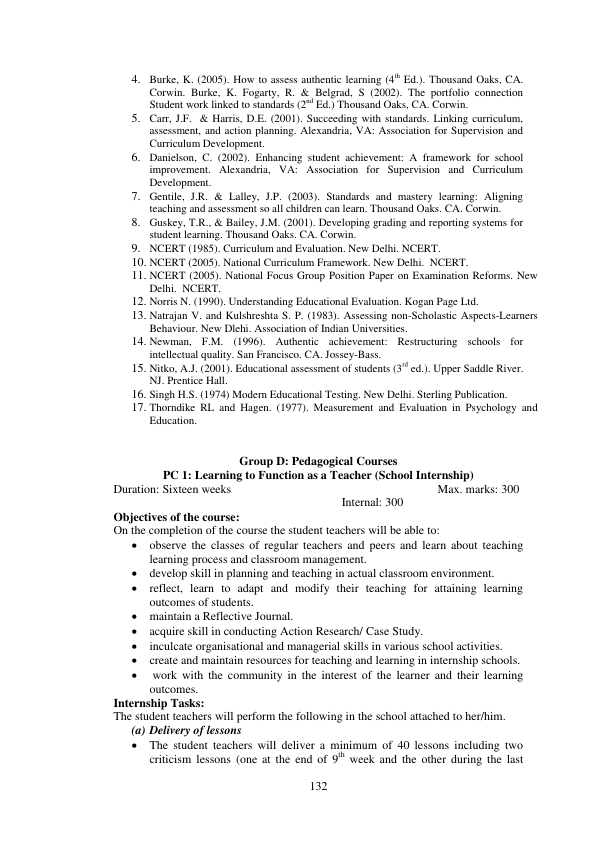 4. Burke, K. (2005). How to assess authentic learning (4th Ed.). Thousand Oaks, CA.
Corwin. Burke, K. Fogarty, R. & Belgrad, S (2002). The portfolio connection
Student work linked to standards (2nd Ed.) Thousand Oaks, CA. Corwin.
5. Carr, J.F. & Harris, D.E. (2001). Succeeding with standards. Linking curriculum,
assessment, and action planning. Alexandria, VA: Association for Supervision and
Curriculum Development.
6. Danielson, C. (2002). Enhancing student achievement: A framework for school
improvement. Alexandria, VA: Association for Supervision and Curriculum
Development.
7. Gentile, J.R. & Lalley, J.P. (2003). Standards and mastery learning: Aligning
teaching and assessment so all children can learn. Thousand Oaks. CA. Corwin.
8. Guskey, T.R., & Bailey, J.M. (2001). Developing grading and reporting systems for
student learning. Thousand Oaks. CA. Corwin.
9. NCERT (1985). Curriculum and Evaluation. New Delhi. NCERT.
10. NCERT (2005). National Curriculum Framework. New Delhi. NCERT.
11. NCERT (2005). National Focus Group Position Paper on Examination Reforms. New
Delhi. NCERT.
12. Norris N. (1990). Understanding Educational Evaluation. Kogan Page Ltd.
13. Natrajan V. and Kulshreshta S. P. (1983). Assessing non-Scholastic Aspects-Learners
Behaviour. New Dlehi. Association of Indian Universities.
14. Newman, F.M. (1996). Authentic achievement: Restructuring schools for
intellectual quality. San Francisco. CA. Jossey-Bass.
15. Nitko, A.J. (2001). Educational assessment of students (3rd ed.). Upper Saddle River.
NJ. Prentice Hall.
16. Singh H.S. (1974) Modern Educational Testing. New Delhi. Sterling Publication.
17. Thorndike RL and Hagen. (1977). Measurement and Evaluation in Psychology and
Education.
Group D: Pedagogical Courses
PC 1: Learning to Function as a Teacher (School Internship)
Duration: Sixteen weeks Max. marks: 300
Internal: 300
Objectives of the course:
On the completion of the course the student teachers will be able to:
• observe the classes of regular teachers and peers and learn about teaching
learning process and classroom management.
• develop skill in planning and teaching in actual classroom environment.
• reflect, learn to adapt and modify their teaching for attaining learning
outcomes of students.
• maintain a Reflective Journal.
• acquire skill in conducting Action Research/ Case Study.
• inculcate organisational and managerial skills in various school activities.
• create and maintain resources for teaching and learning in internship schools.
• work with the community in the interest of the learner and their learning
outcomes.
Internship Tasks:
The student teachers will perform the following in the school attached to her/him.
(a) Delivery of lessons
• The student teachers will deliver a minimum of 40 lessons including two
criticism lessons (one at the end of 9th week and the other during the last
132